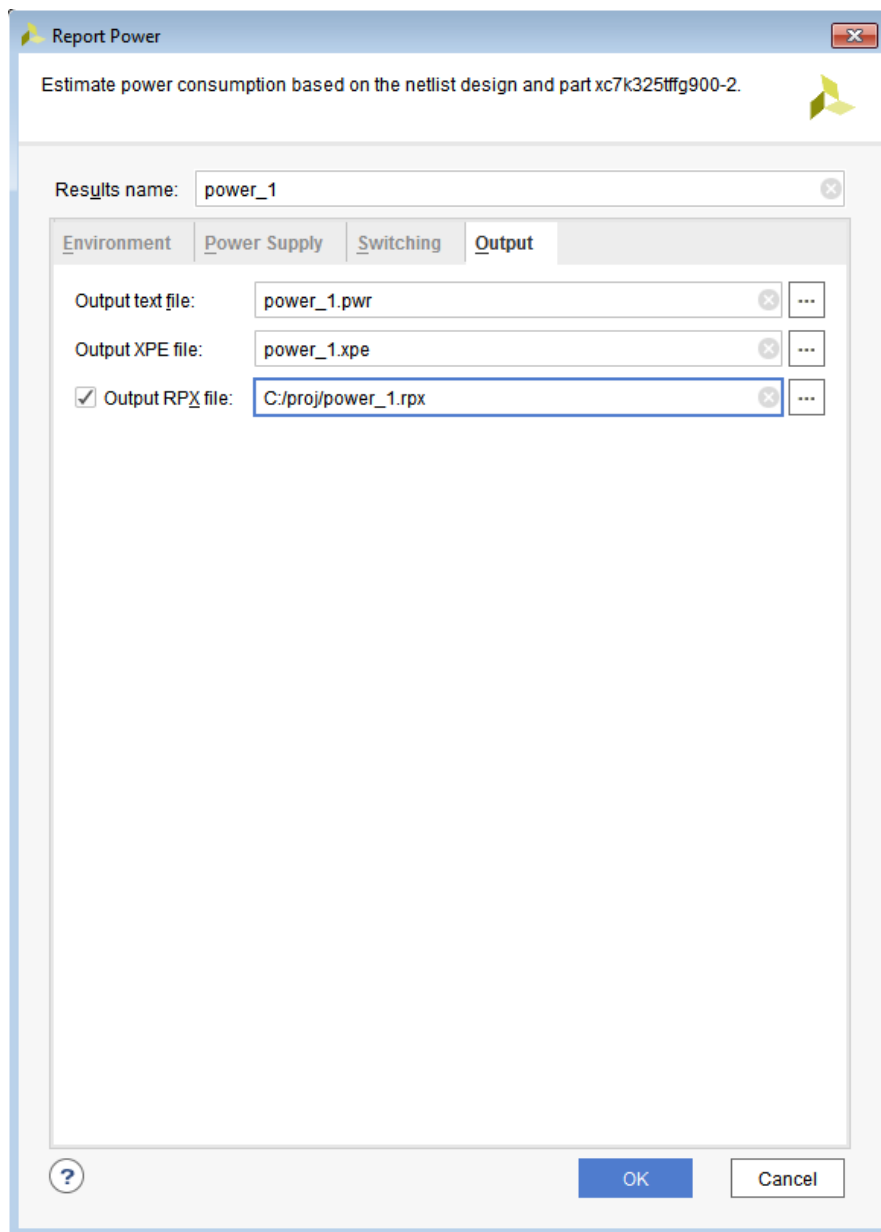 Report Power
Estimate power consumption based on the netlist design and part xc7k325tffg900-2.
Results name: power_1
Environment Power Supply Switching Output
Output text file: power_1.pwr ...
Output XPE file: power_1.xpe ...
Output RPX file: C:/proj/power_1.rpx ...
? OK Cancel